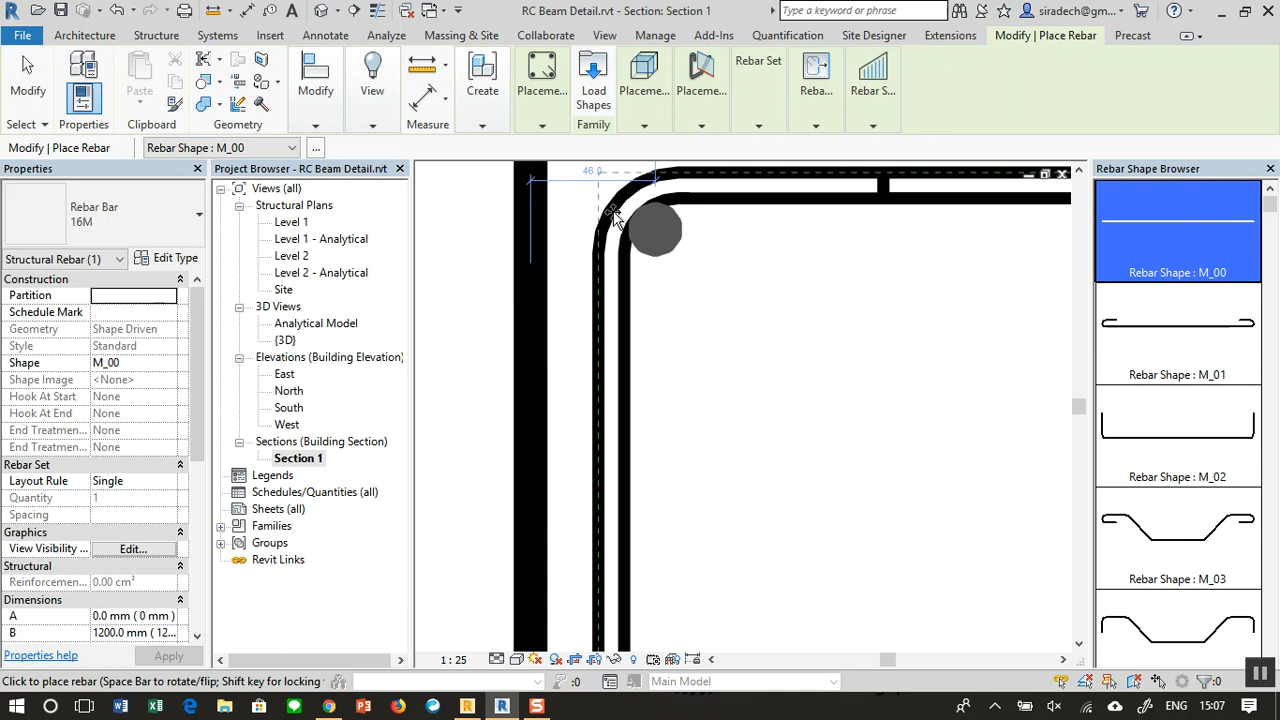 RC Beam Detail.rvt - Section: Section 1
Type a keyword or phrase
siradech@gm...
File
Architecture
Structure
Systems
Insert
Annotate
Analyze
Massing & Site
Collaborate
View
Manage
Add-Ins
Quantification
Site Designer
Extensions
Modify | Place Rebar
Precast
Modify
Paste
Modify
View
Create
Placeme...
Load
Shapes
Placeme...
Placeme...
Rebar Set
Reba...
Rebar S...
Select
Properties
Clipboard
Geometry
Measure
Family
Modify | Place Rebar
Rebar Shape : M_00
...
Properties
Rebar Bar
16M
Structural Rebar (1)
Edit Type
Construction
Partition
Schedule Mark
Geometry Shape Driven
Style Standard
Shape M_00
Shape Image <None>
Hook At Start None
Hook At End None
End Treatmen... None
End Treatmen... None
Rebar Set
Layout Rule Single
Quantity 1
Spacing
Graphics
View Visibility ... Edit...
Structural
Reinforcemen... 0.00 cm³
Dimensions
A 0.0 mm ( 0 mm )
B 1200.0 mm ( 12...
Properties help
Apply
Project Browser - RC Beam Detail.rvt
Views (all)
Structural Plans
Level 1
Level 1 - Analytical
Level 2
Level 2 - Analytical
Site
3D Views
Analytical Model
{3D}
Elevations (Building Elevation)
East
North
South
West
Sections (Building Section)
Section 1
Legends
Schedules/Quantities (all)
Sheets (all)
Families
Groups
Revit Links
46.0
1 : 25
Rebar Shape Browser
Rebar Shape : M_00
Rebar Shape : M_01
Rebar Shape : M_02
Rebar Shape : M_03
Click to place rebar (Space Bar to rotate/flip; Shift key for locking
:0
Main Model
:0
ENG
15:07